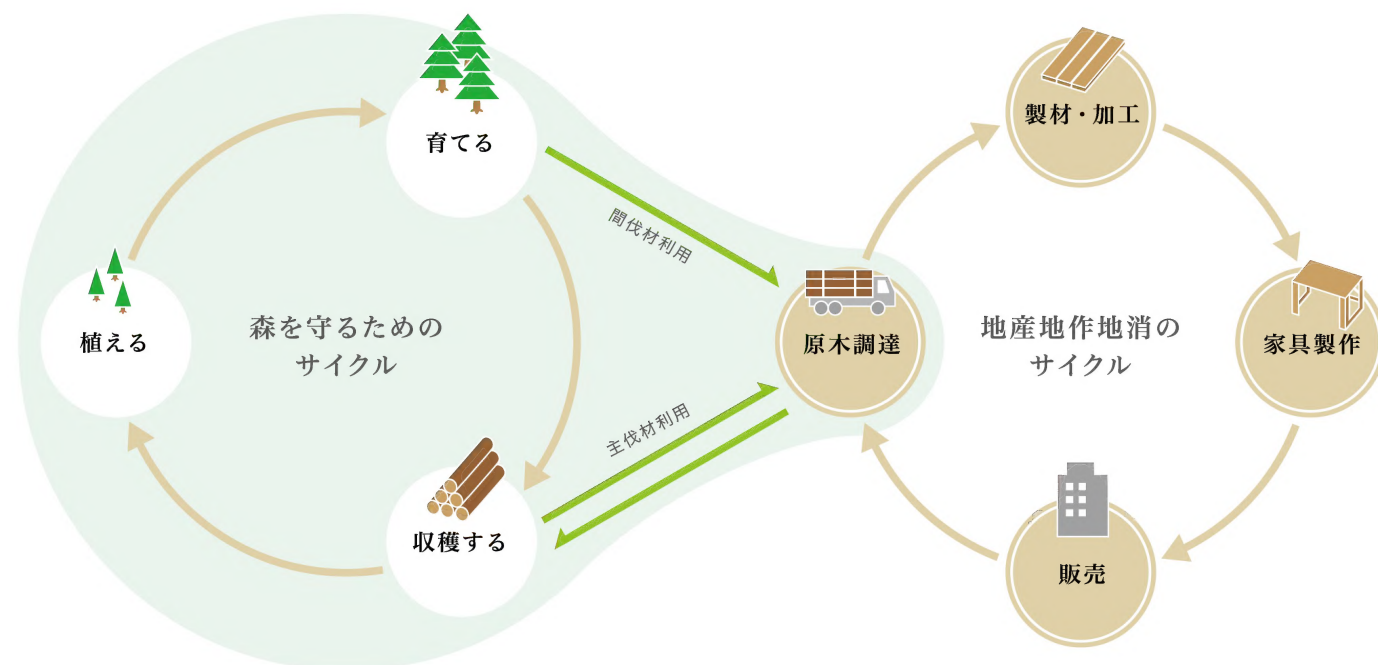 育てる
間伐材利用
植える
森を守るための
サイクル
主伐材利用
収穫する
原木調達
製材・加工
地産地作地消の
サイクル
家具製作
販売